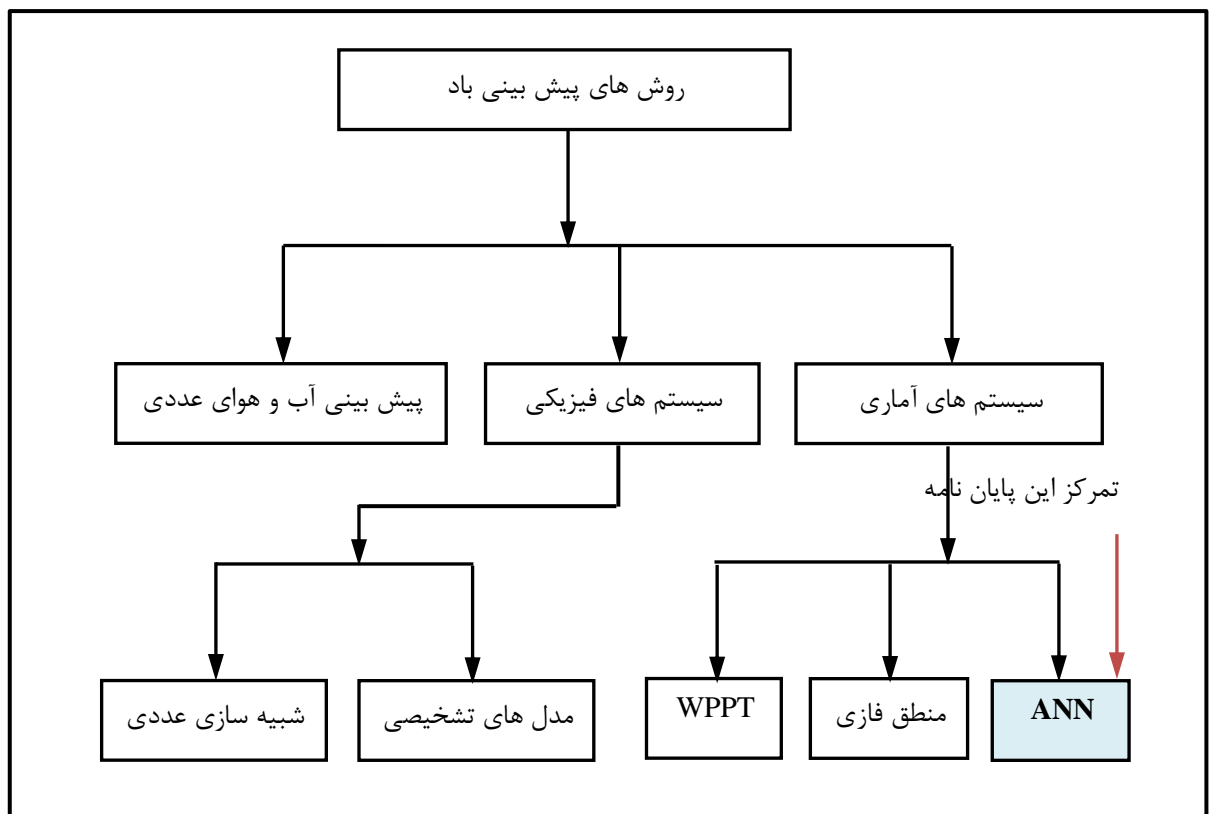 روش های پیش بینی باد
سیستم های آماری
سیستم های فیزیکی
پیش بینی آب و هوای عددی
تمرکز این پایان نامه
ANN
منطق فازی
WPPT
مدل های تشخیصی
شبیه سازی عددی